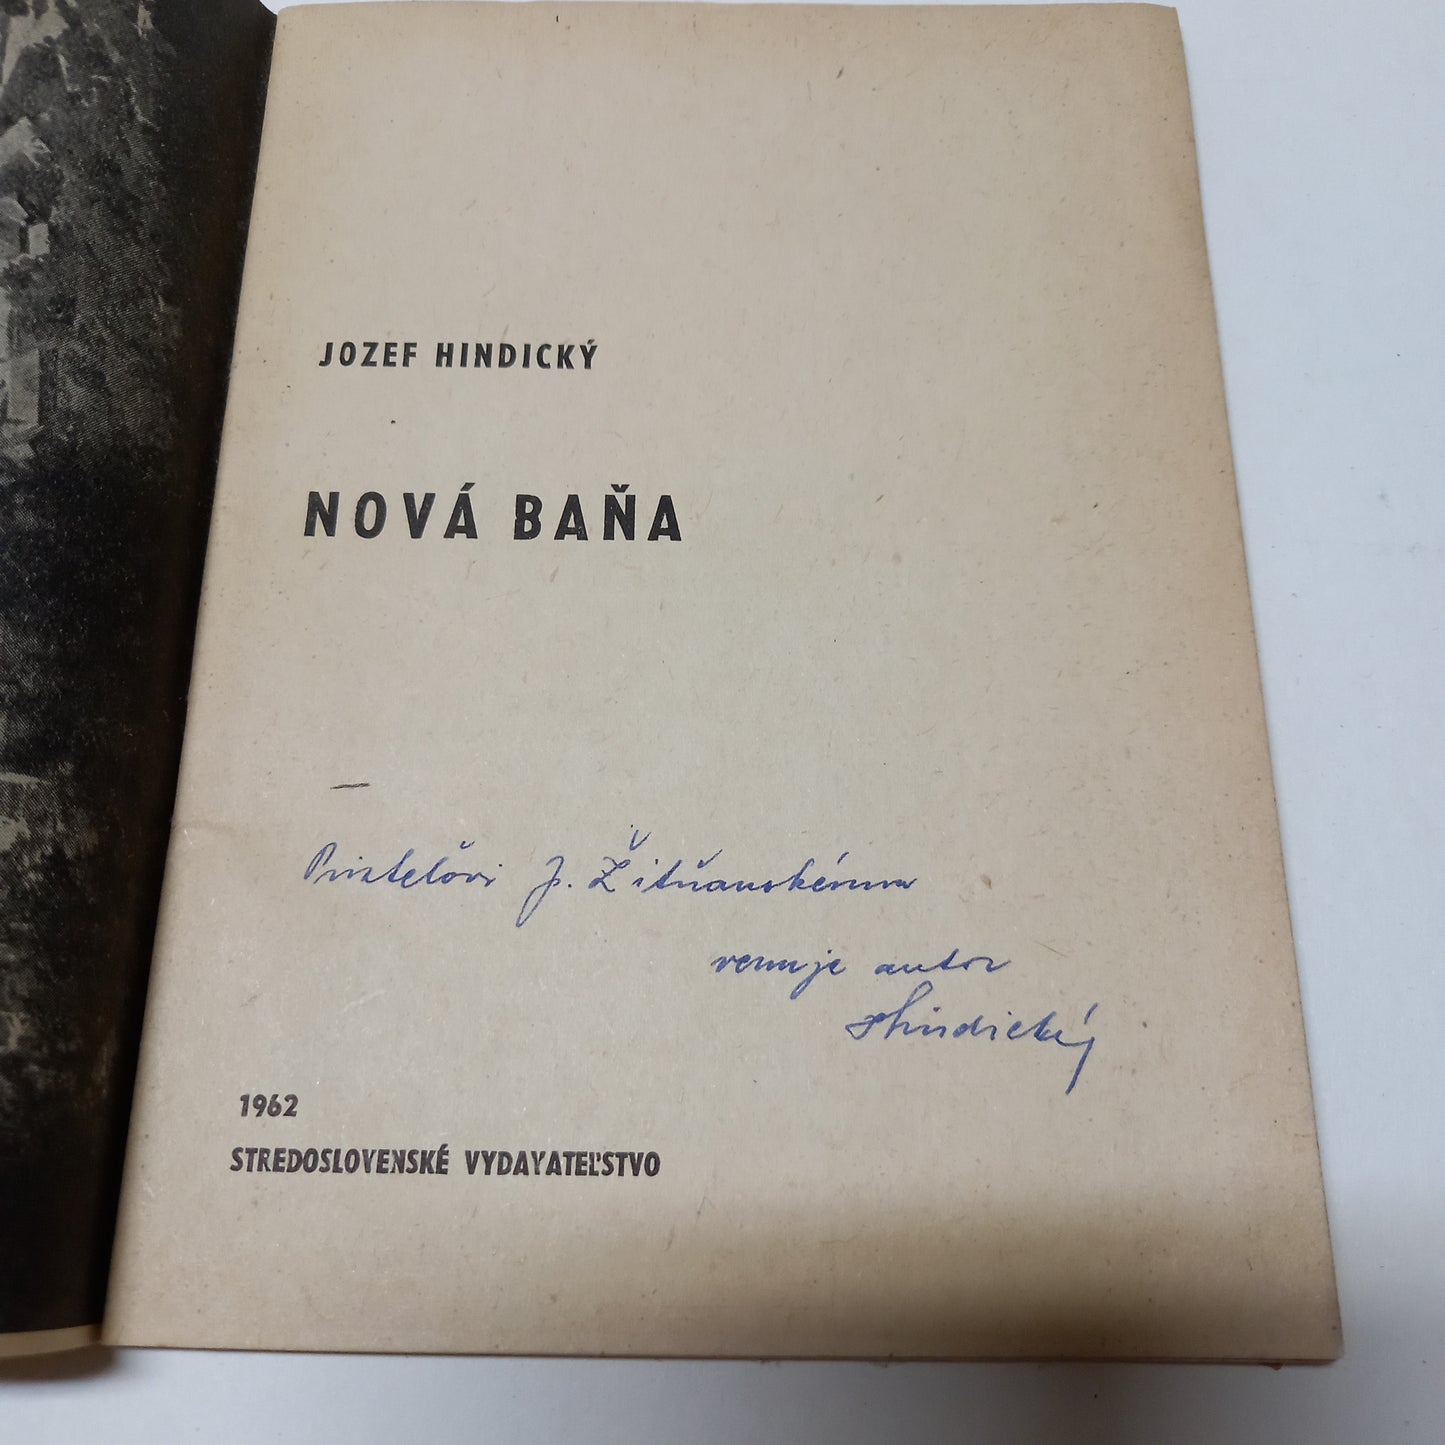 JOZEF HINDICKÝ
NOVÁ BAŇA
Priateľovi J. Žitňanskému
venuje autor
Hindický
1962
STREDOSLOVENSKÉ VYDAVATEĽSTVO